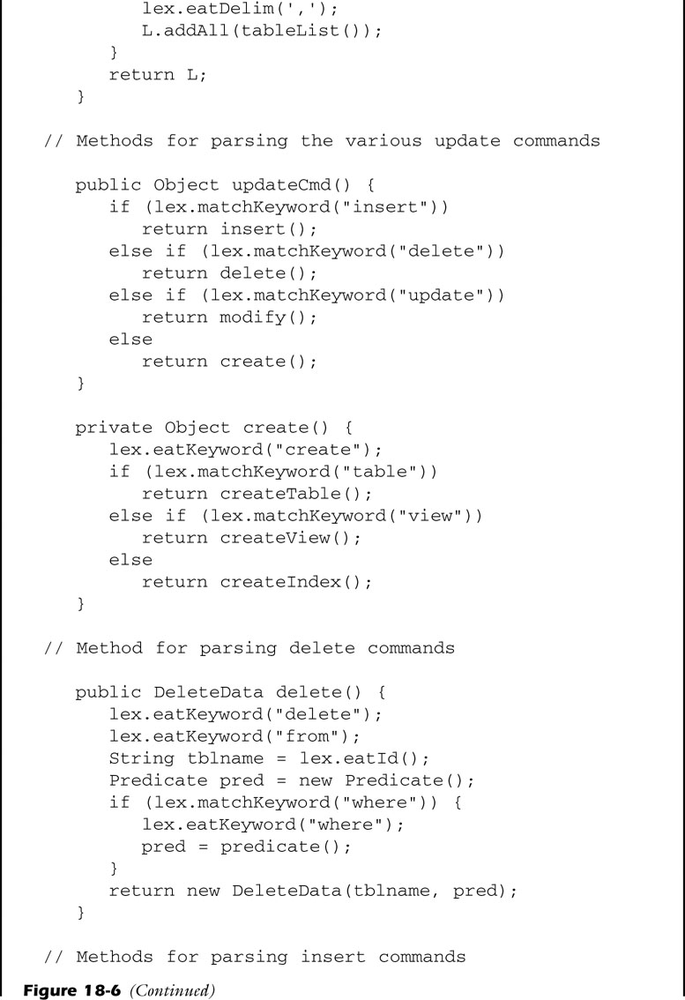 lex.eatDelim(',');
         L.addAll(tableList());
      }
      return L;
   }

// Methods for parsing the various update commands

   public Object updateCmd() {
      if (lex.matchKeyword("insert"))
         return insert();
      else if (lex.matchKeyword("delete"))
         return delete();
      else if (lex.matchKeyword("update"))
         return modify();
      else
         return create();
   }

   private Object create() {
      lex.eatKeyword("create");
      if (lex.matchKeyword("table"))
         return createTable();
      else if (lex.matchKeyword("view"))
         return createView();
      else
         return createIndex();
   }

// Method for parsing delete commands

   public DeleteData delete() {
      lex.eatKeyword("delete");
      lex.eatKeyword("from");
      String tblname = lex.eatId();
      Predicate pred = new Predicate();
      if (lex.matchKeyword("where")) {
         lex.eatKeyword("where");
         pred = predicate();
      }
      return new DeleteData(tblname, pred);
   }

// Methods for parsing insert commands
Figure 18-6 (Continued)